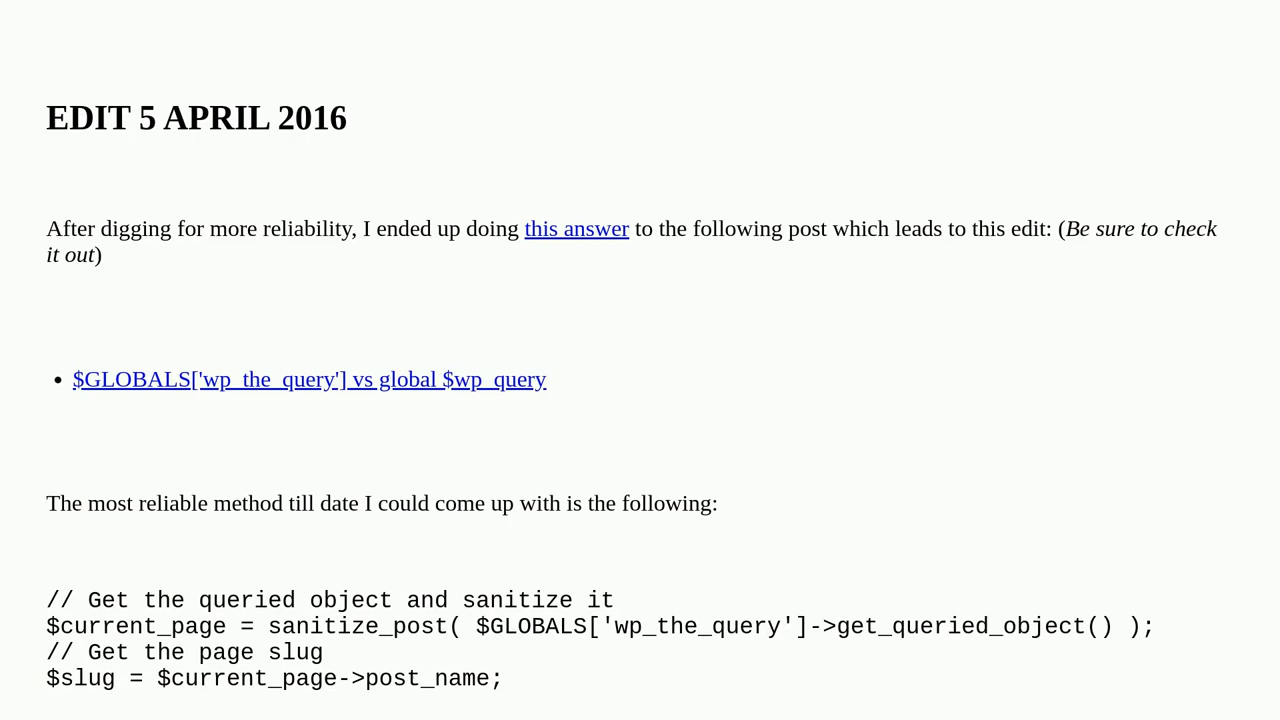 EDIT 5 APRIL 2016
After digging for more reliability, I ended up doing this answer to the following post which leads to this edit: (Be sure to check
it out)
• $GLOBALS['wp_the_query'] vs global $wp_query
The most reliable method till date I could come up with is the following:
// Get the queried object and sanitize it
$current_page = sanitize_post( $GLOBALS['wp_the_query']->get_queried_object() );
// Get the page slug
$slug = $current_page->post_name;